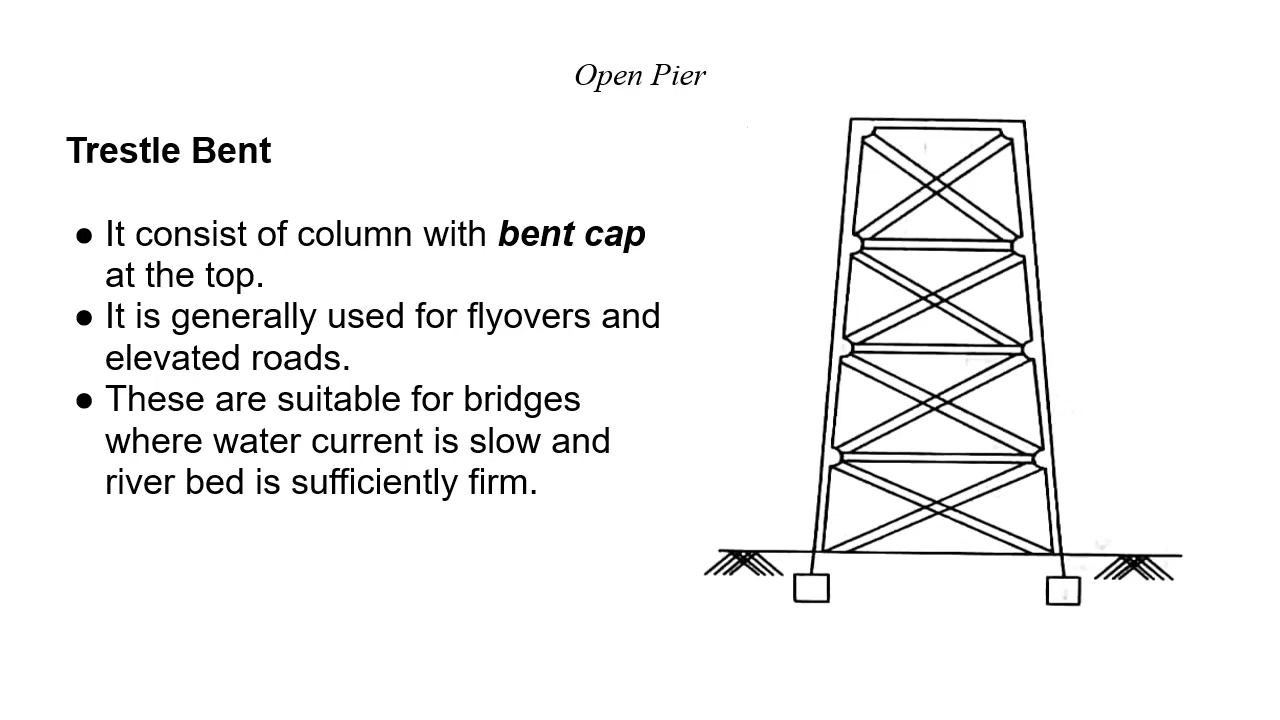 Open Pier
Trestle Bent
● It consist of column with bent cap
at the top.
● It is generally used for flyovers and
elevated roads.
● These are suitable for bridges
where water current is slow and
river bed is sufficiently firm.